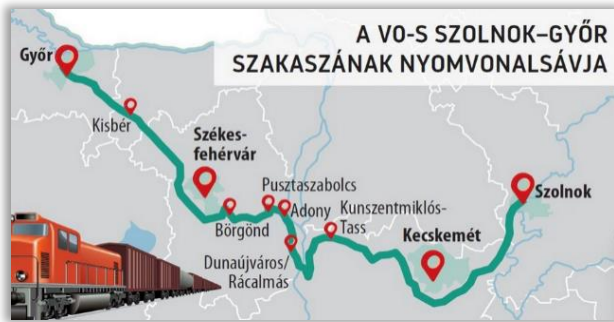 A V0-S SZOLNOK–GYŐR
SZAKASZÁNAK NYOMVONALSÁVJA
Győr
Kisbér
Székes-
fehérvár
Pusztaszabolcs
Adony
Börgönd
Dunaújváros/
Rácalmás
Kunszentmiklós-
Tass
Kecskemét
Szolnok